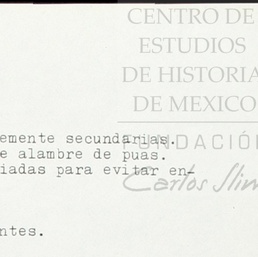 CENTRO DE
ESTUDIOS
DE HISTORIA
DE MEXICO
FUNDACIÓN
Carlos Slim
emente secundarias.
e alambre de puas.
iadas para evitar en-
ntes.